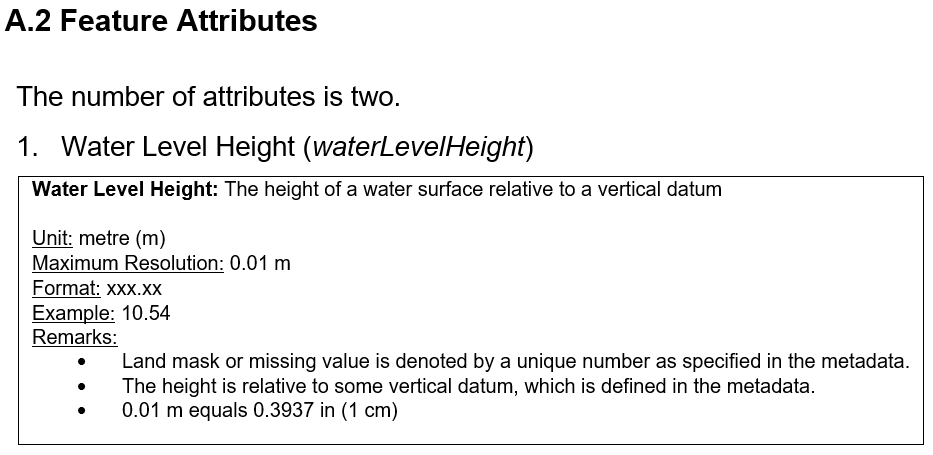 A.2 Feature Attributes
The number of attributes is two.
1. Water Level Height (waterLevelHeight)
Water Level Height: The height of a water surface relative to a vertical datum
Unit: metre (m)
Maximum Resolution: 0.01 m
Format: xxx.xx
Example: 10.54
Remarks:
• Land mask or missing value is denoted by a unique number as specified in the metadata.
• The height is relative to some vertical datum, which is defined in the metadata.
• 0.01 m equals 0.3937 in (1 cm)